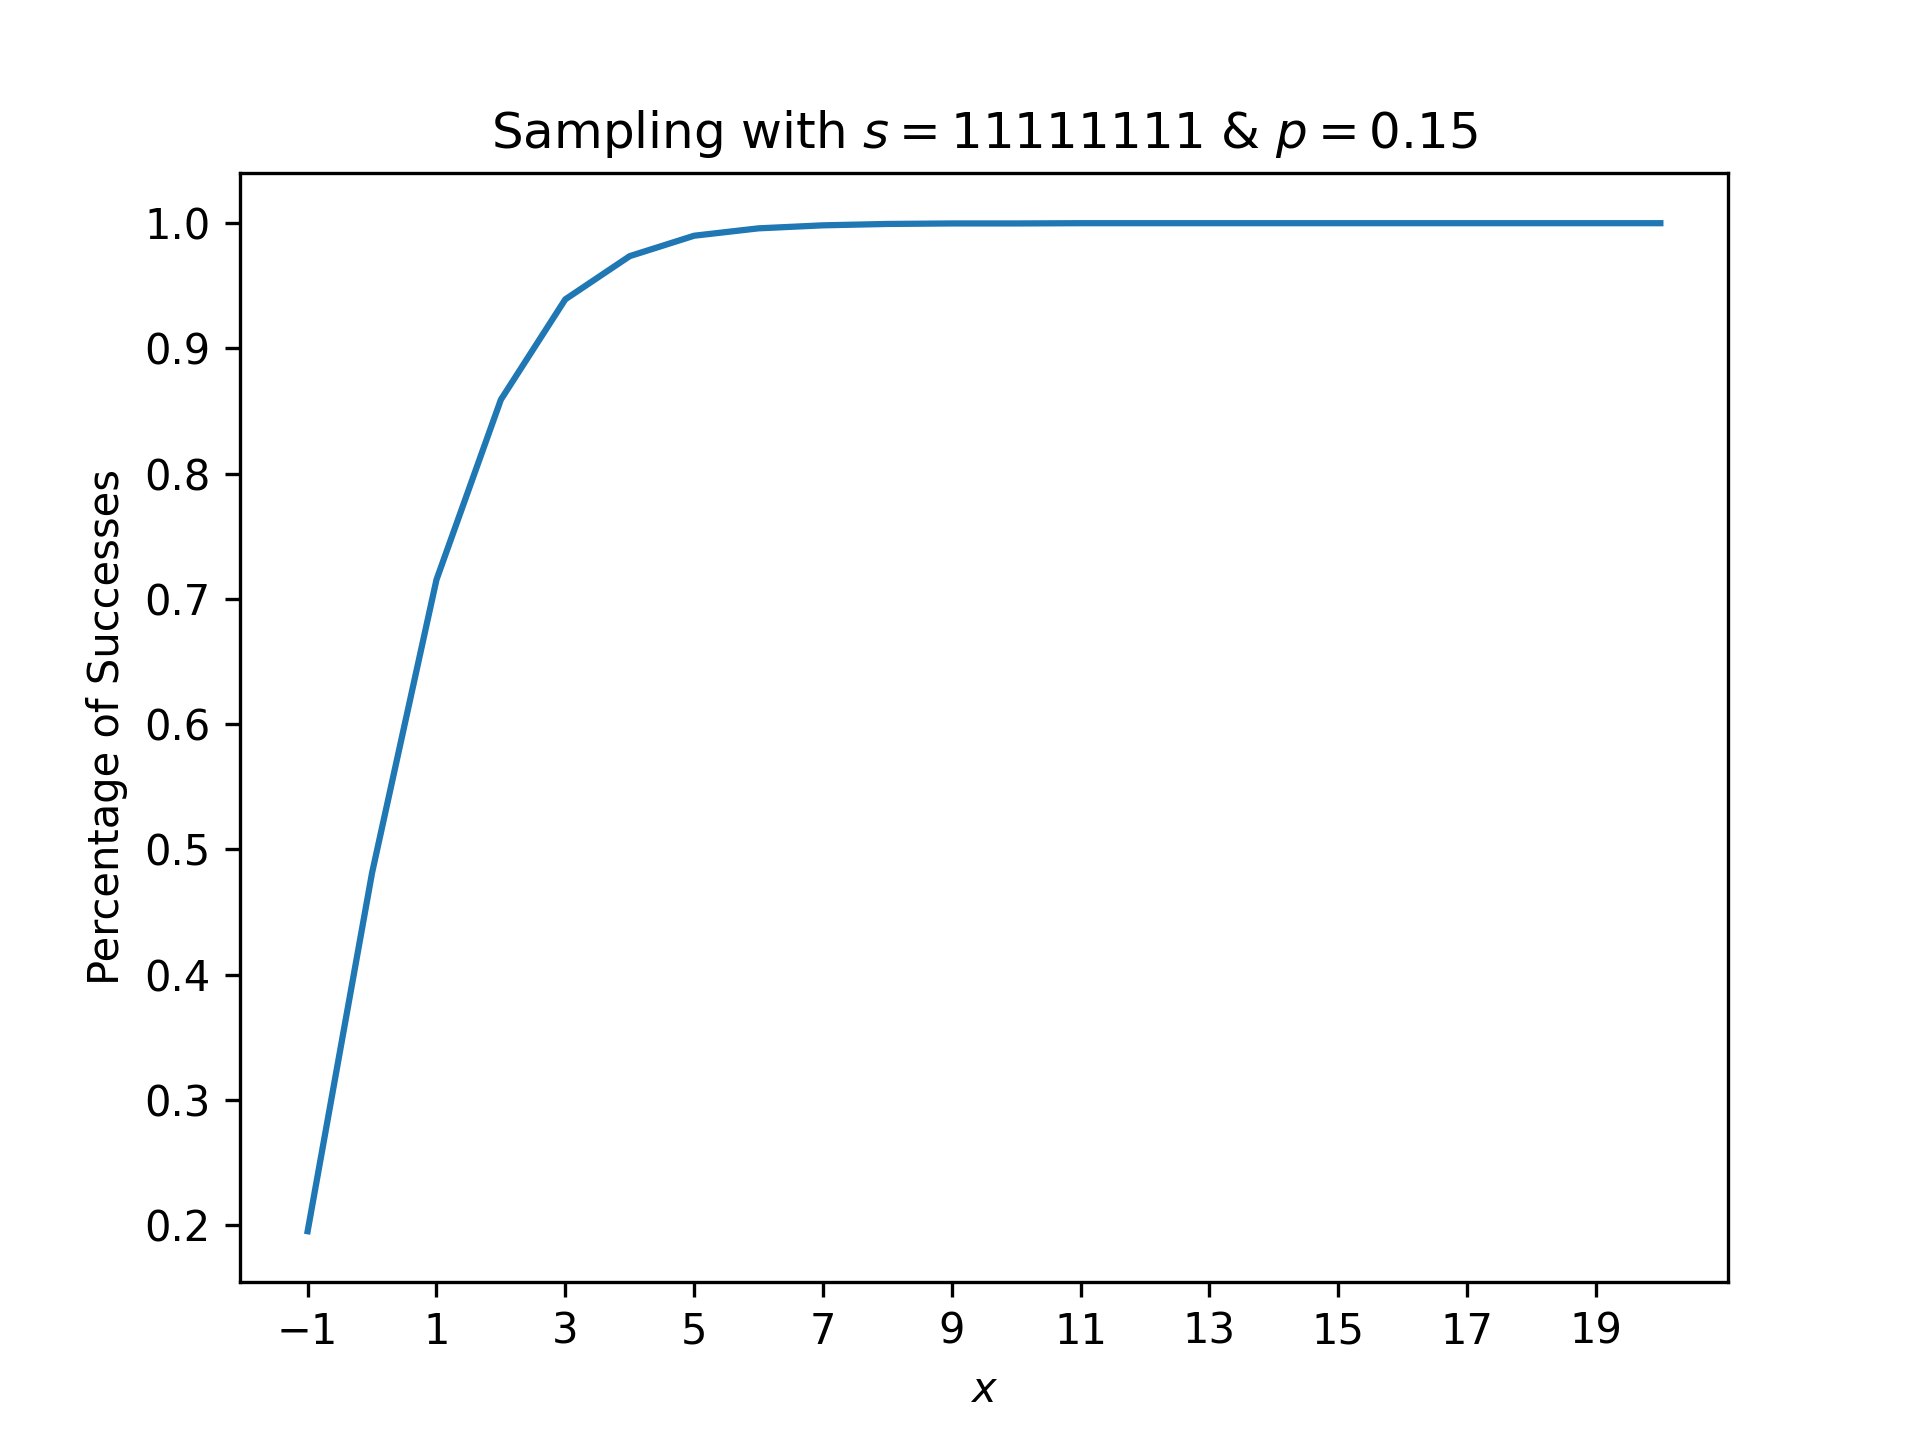 Sampling with s = 11111111 & p = 0.15
Percentage of Successes
1.0
0.9
0.8
0.7
0.6
0.5
0.4
0.3
0.2
−1 1 3 5 7 9 11 13 15 17 19
x